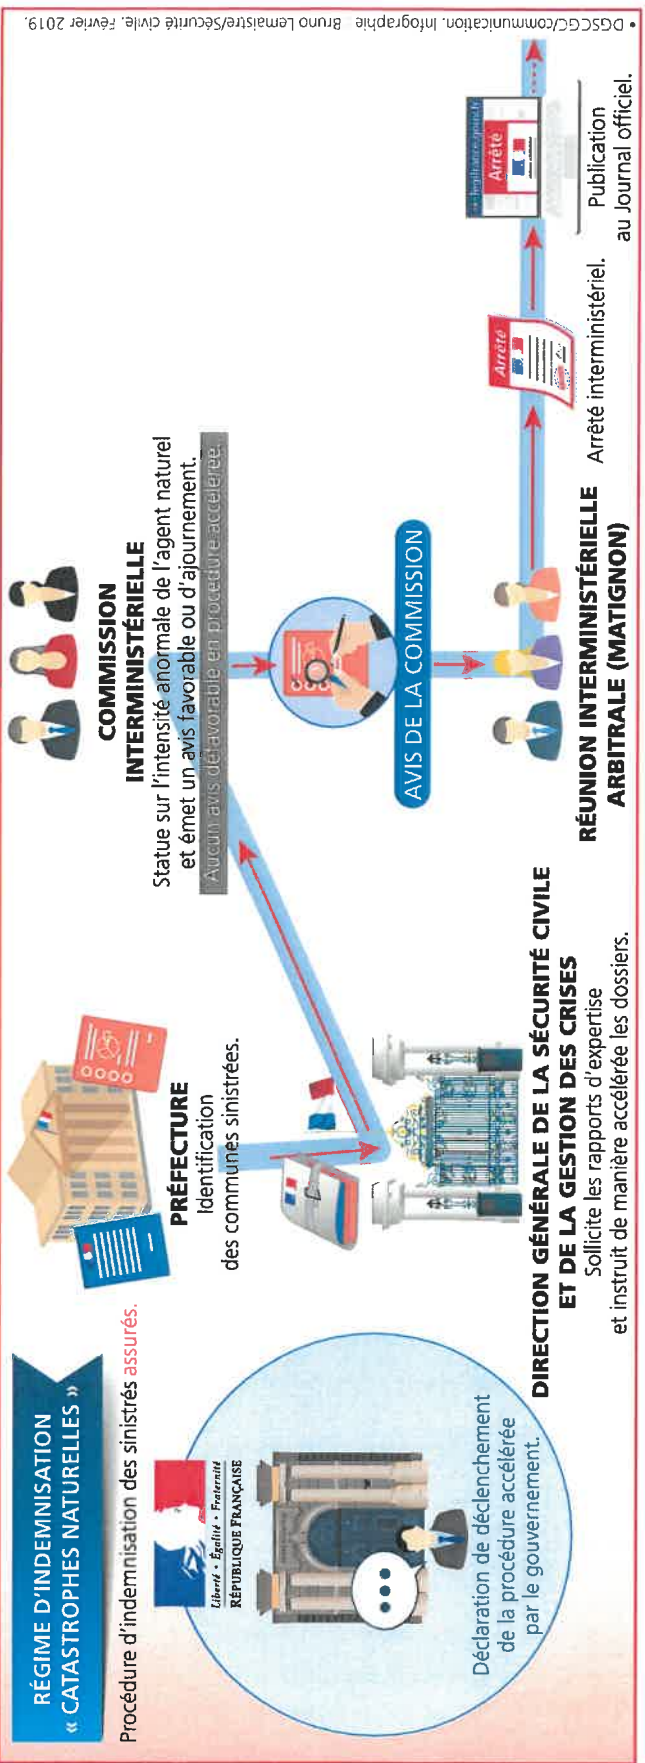 RÉGIME D'INDEMNISATION
« CATASTROPHES NATURELLES »
Procédure d'indemnisation des sinistrés assurés.
Liberté • Égalité • Fraternité
RÉPUBLIQUE FRANÇAISE
Déclaration de déclenchement
de la procédure accélérée
par le gouvernement.
PRÉFECTURE
Identification
des communes sinistrées.
DIRECTION GÉNÉRALE DE LA SÉCURITÉ CIVILE
ET DE LA GESTION DES CRISES
Sollicite les rapports d'expertise
et instruit de manière accélérée les dossiers.
COMMISSION
INTERMINISTÉRIELLE
Statue sur l'intensité anormale de l'agent naturel
et émet un avis favorable ou d'ajournement.
Aucun avis défavorable en procédure accélérée.
AVIS DE LA COMMISSION
RÉUNION INTERMINISTÉRIELLE
ARBITRALE (MATIGNON)
Arrêté
Arrêté interministériel.
legifrance.gouv.fr
Arrêté
Publication
au Journal officiel.
• DGSCGC/communication. Infographie Bruno Lemaistre/Sécurité civile. Février 2019.